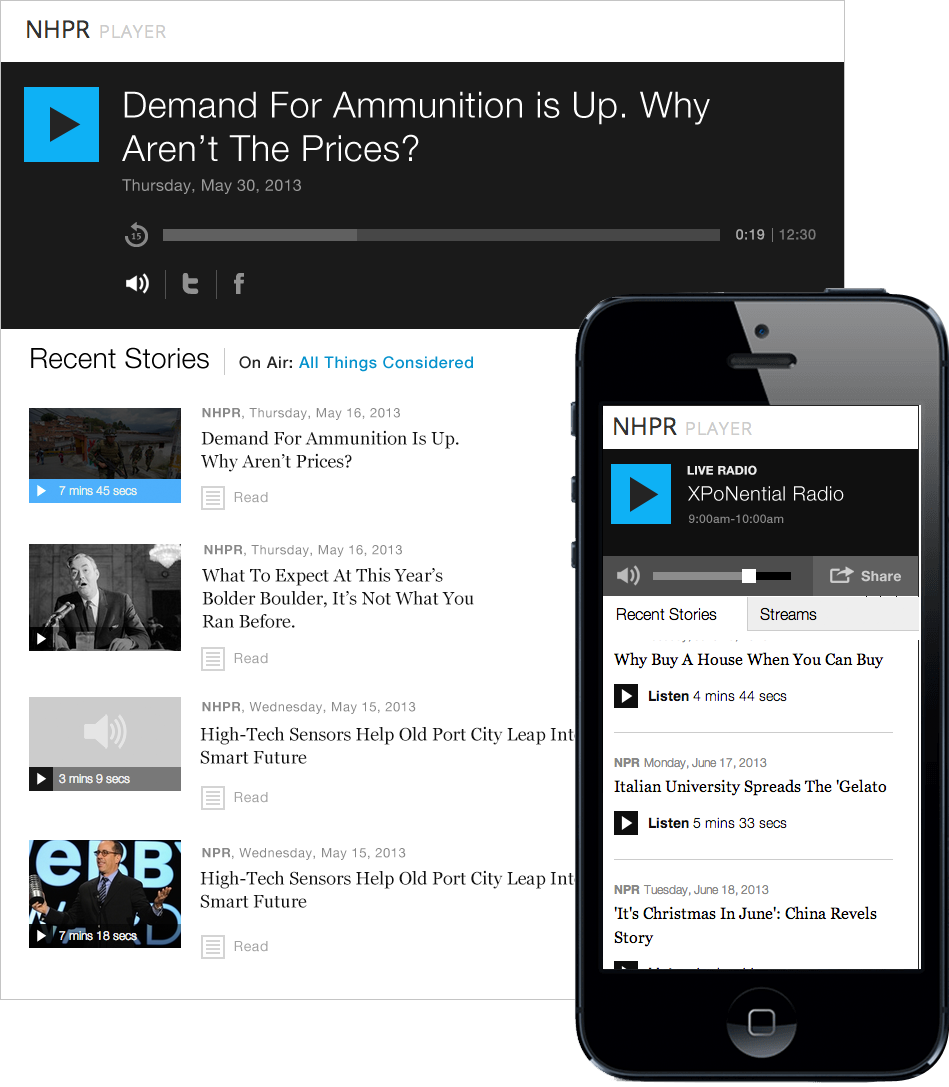 NHPR PLAYER
Demand For Ammunition is Up. Why
Aren’t The Prices?
Thursday, May 30, 2013
15
0:19 | 12:30
Recent Stories
On Air: All Things Considered
7 mins 45 secs
NHPR, Thursday, May 16, 2013
Demand For Ammunition Is Up.
Why Aren’t Prices?
Read
NHPR, Thursday, May 16, 2013
What To Expect At This Year’s
Bolder Boulder, It’s Not What You
Ran Before.
Read
3 mins 9 secs
NHPR, Wednesday, May 15, 2013
High-Tech Sensors Help Old Port City Leap
Smart Future
Read
7 mins 18 secs
NPR, Wednesday, May 15, 2013
High-Tech Sensors Help Old Port City Leap
Smart Future
Read
NHPR PLAYER
LIVE RADIO
XPoNential Radio
9:00am-10:00am
Share
Recent Stories
Streams
Why Buy A House When You Can Buy
Listen 4 mins 44 secs
NPR Monday, June 17, 2013
Italian University Spreads The 'Gelato
Listen 5 mins 33 secs
NPR Tuesday, June 18, 2013
'It's Christmas In June': China Revels
Story